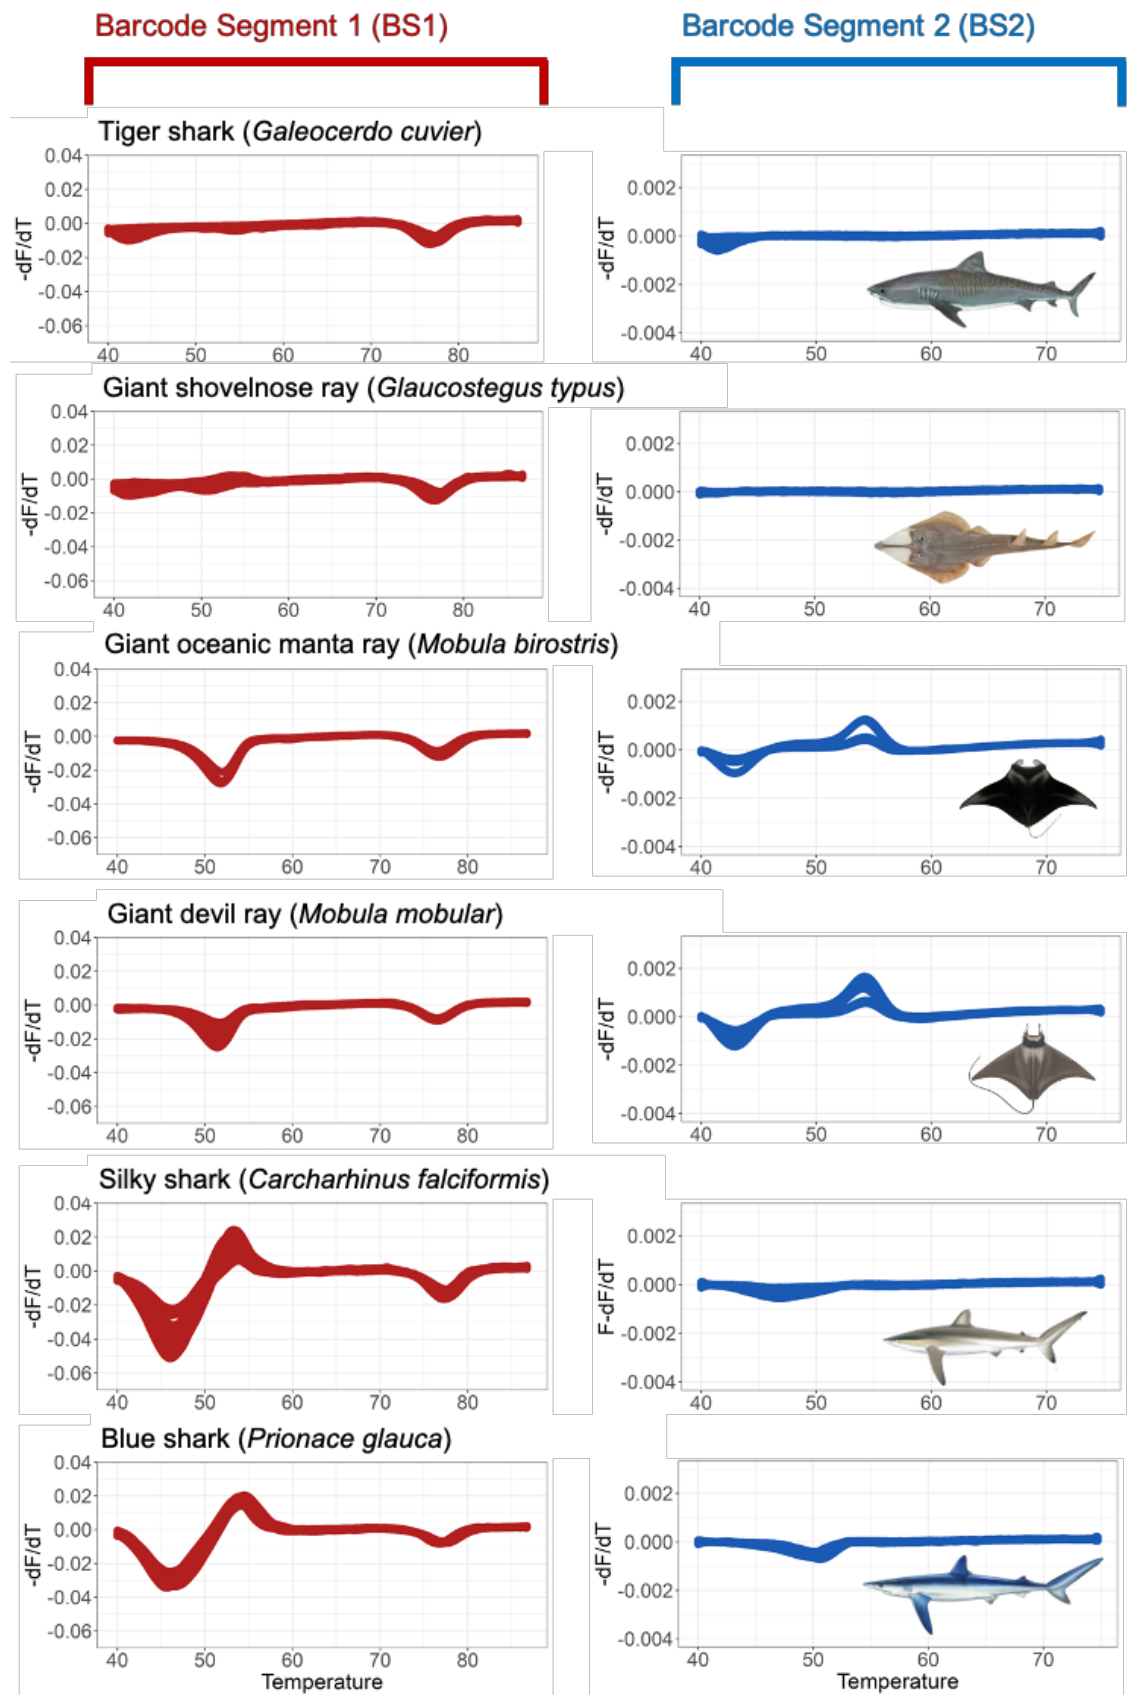 Barcode Segment 1 (BS1)
Barcode Segment 2 (BS2)
Tiger shark (Galeocerdo cuvier)
-dF/dT
0.04
0.02
0.00
-0.02
-0.04
-0.06
40 50 60 70 80
-dF/dT
0.002
0.000
-0.002
-0.004
40 50 60 70
Giant shovelnose ray (Glaucostegus typus)
-dF/dT
0.04
0.02
0.00
-0.02
-0.04
-0.06
40 50 60 70 80
-dF/dT
0.002
0.000
-0.002
-0.004
40 50 60 70
Giant oceanic manta ray (Mobula birostris)
-dF/dT
0.04
0.02
0.00
-0.02
-0.04
-0.06
40 50 60 70 80
-dF/dT
0.002
0.000
-0.002
-0.004
40 50 60 70
Giant devil ray (Mobula mobular)
-dF/dT
0.04
0.02
0.00
-0.02
-0.04
-0.06
40 50 60 70 80
-dF/dT
0.002
0.000
-0.002
-0.004
40 50 60 70
Silky shark (Carcharhinus falciformis)
-dF/dT
0.04
0.02
0.00
-0.02
-0.04
-0.06
40 50 60 70 80
F-dF/dT
0.002
0.000
-0.002
-0.004
40 50 60 70
Blue shark (Prionace glauca)
-dF/dT
0.04
0.02
0.00
-0.02
-0.04
-0.06
40 50 60 70 80
Temperature
-dF/dT
0.002
0.000
-0.002
-0.004
40 50 60 70
Temperature